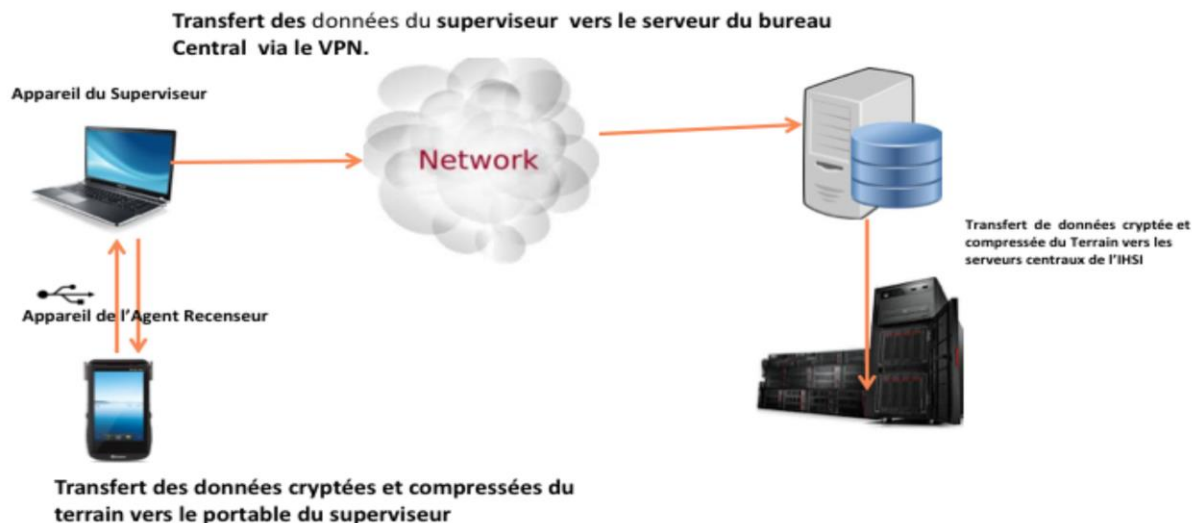 Transfert des données du superviseur vers le serveur du bureau
Central via le VPN.
Appareil du Superviseur
Network
Transfert de données cryptée et
compressée du Terrain vers les
serveurs centraux de l'IHSI
Appareil de l'Agent Recenseur
Transfert des données cryptées et compressées du
terrain vers le portable du superviseur